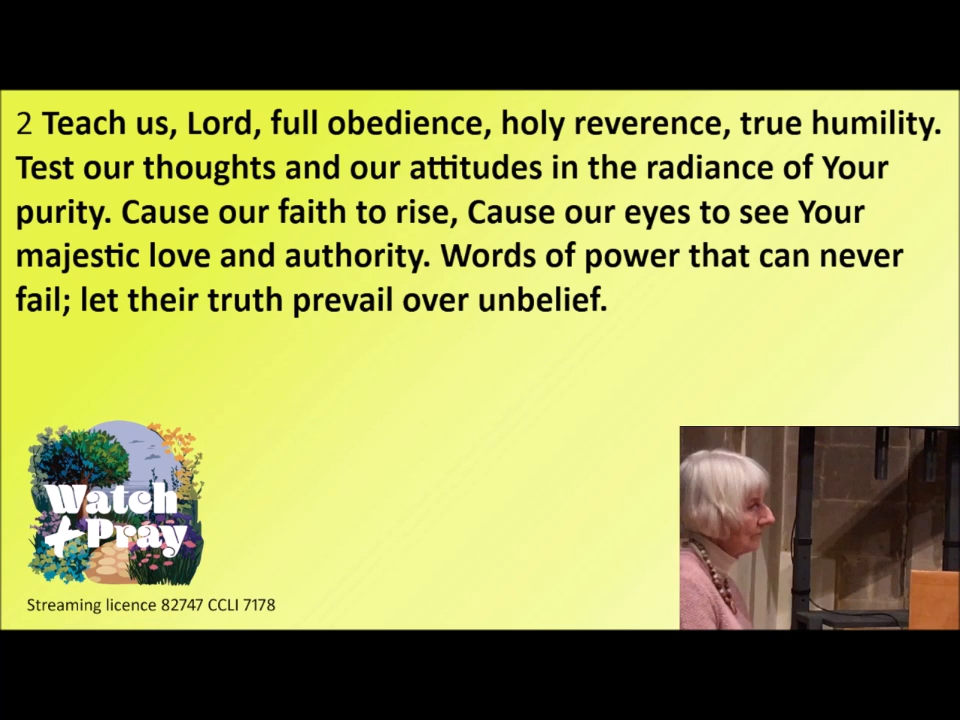 2 Teach us, Lord, full obedience, holy reverence, true humility.
Test our thoughts and our attitudes in the radiance of Your
purity. Cause our faith to rise, Cause our eyes to see Your
majestic love and authority. Words of power that can never
fail; let their truth prevail over unbelief.
Watch
+Pray
Streaming licence 82747 CCLI 7178